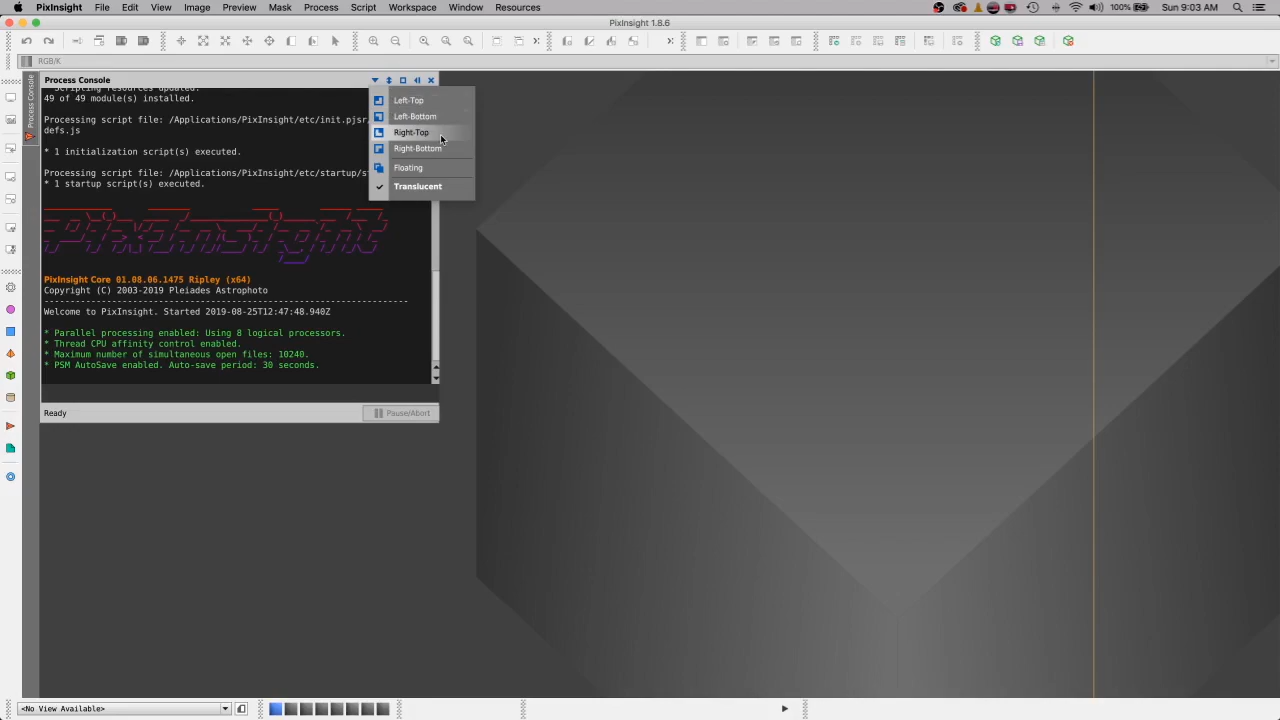 PixInsight File Edit View Image Preview Mask Process Script Workspace Window Resources 100% Sun 9:03 AM
PixInsight 1.8.6
RGB/K
Process Console
Process Console
Scripting resources updated.
49 of 49 module(s) installed.
Processing script file: /Applications/PixInsight/etc/init.pjsr
defs.js
* 1 initialization script(s) executed.
Processing script file: /Applications/PixInsight/etc/startup/s
* 1 startup script(s) executed.
Left-Top
Left-Bottom
Right-Top
Right-Bottom
Floating
Translucent
PixInsight Core 01.08.06.1475 Ripley (x64)
Copyright (C) 2003-2019 Pleiades Astrophoto
Welcome to PixInsight. Started 2019-08-25T12:47:48.940Z
* Parallel processing enabled: Using 8 logical processors.
* Thread CPU affinity control enabled.
* Maximum number of simultaneous open files: 10240.
* PSM AutoSave enabled. Auto-save period: 30 seconds.
Ready
Pause/Abort
<No View Available>